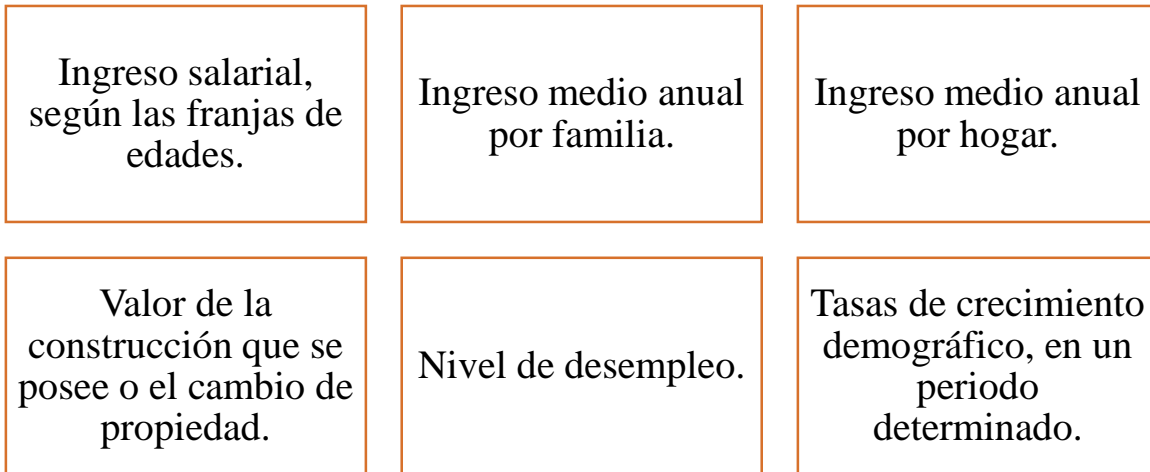 Ingreso salarial,
según las franjas de
edades.
Ingreso medio anual
por familia.
Ingreso medio anual
por hogar.
Valor de la
construcción que se
posee o el cambio de
propiedad.
Nivel de desempleo.
Tasas de crecimiento
demográfico, en un
periodo
determinado.